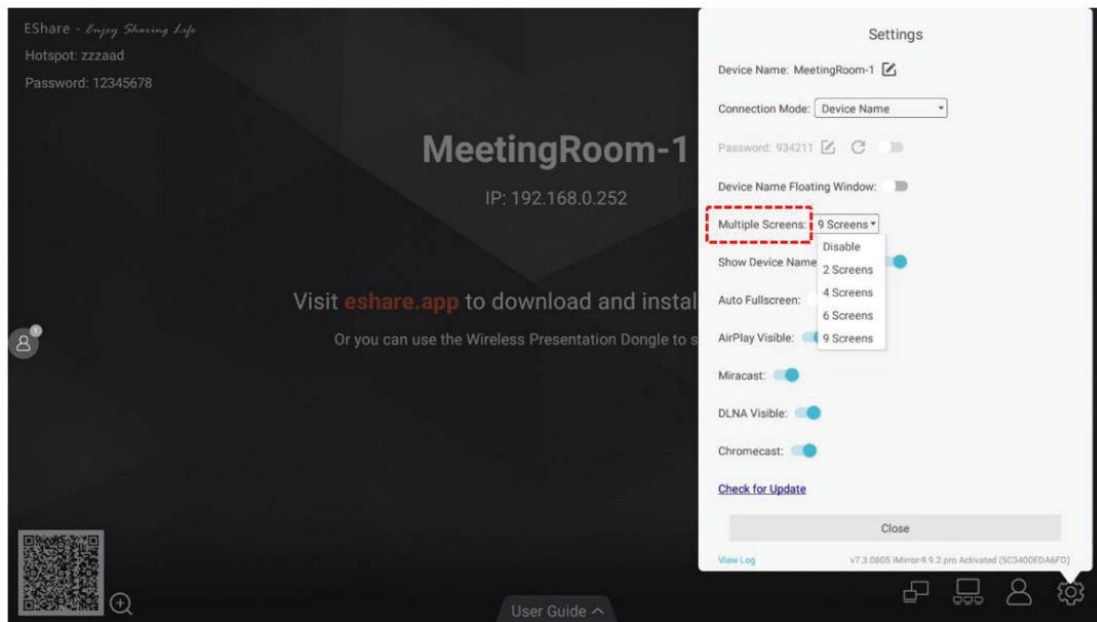 EShare - Enjoy Sharing Life
Hotspot: zzzaad
Password: 12345678
MeetingRoom-1
IP: 192.168.0.252
Visit eshare.app to download and instal
Or you can use the Wireless Presentation Dongle to s
1
User Guide
Settings
Device Name: MeetingRoom-1
Connection Mode: Device Name
Password: 934211
Device Name Floating Window:
Multiple Screens: 9 Screens
Disable
2 Screens
4 Screens
6 Screens
9 Screens
Show Device Name
Auto Fullscreen:
AirPlay Visible:
Miracast:
DLNA Visible:
Chromecast:
Check for Update
Close
View Log
v7.3.0805 iMirror-9.9.2 pro Activated (SC3400EDA6FD)